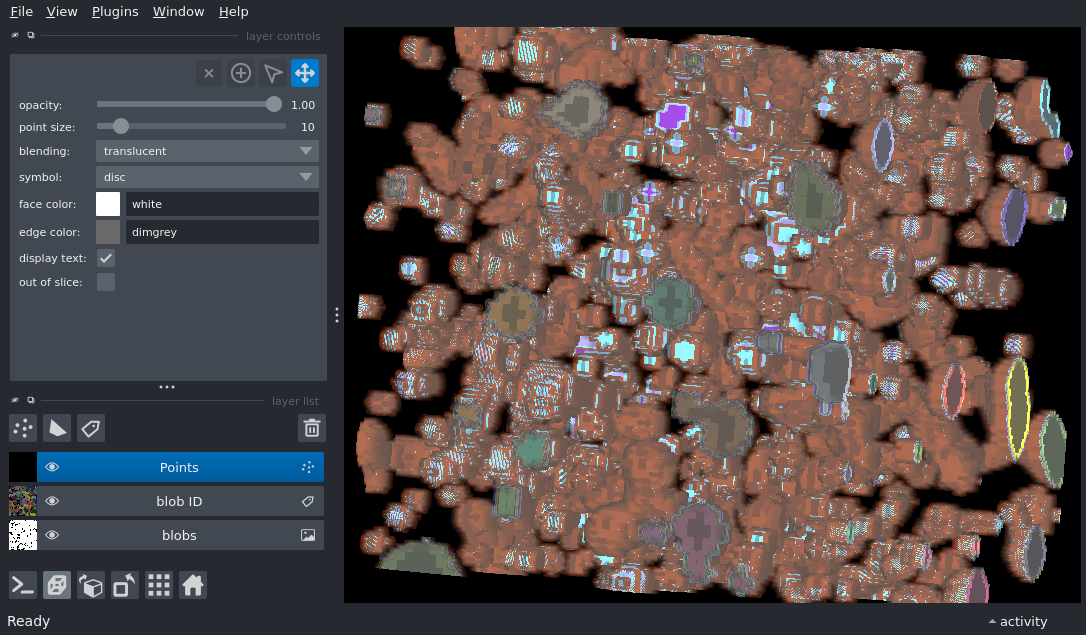 File View Plugins Window Help
layer controls
opacity: 1.00
point size: 10
blending: translucent
symbol: disc
face color: white
edge color: dimgrey
display text:
out of slice:
layer list
Points
blob ID
blobs
Ready activity